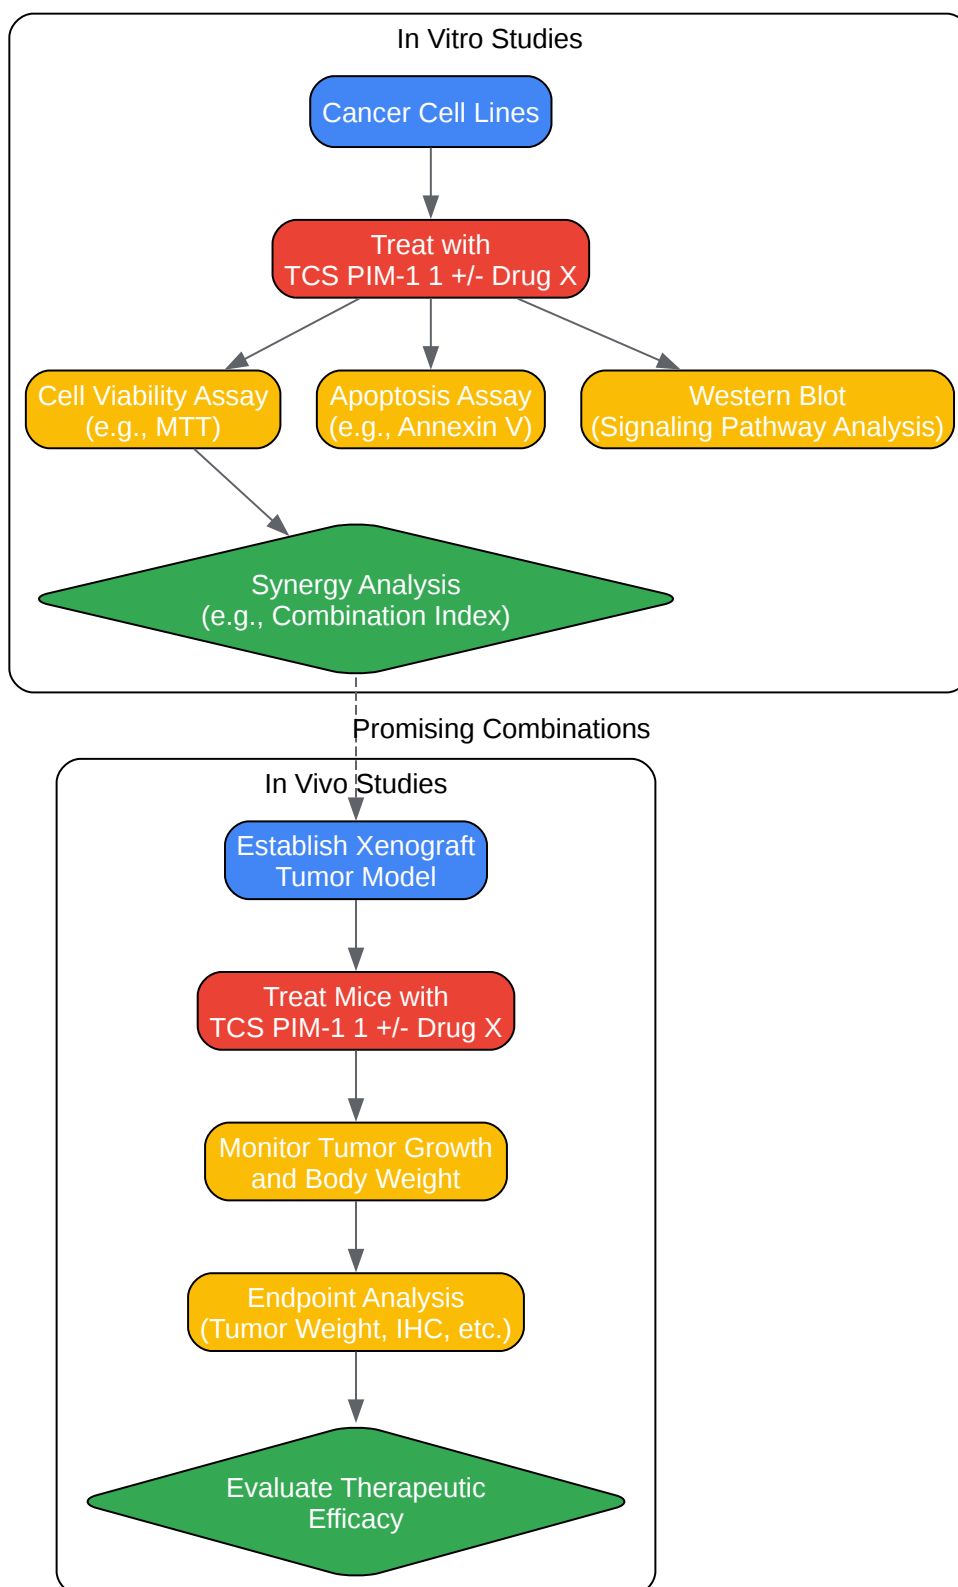 In Vitro Studies
Cancer Cell Lines
Treat with
TCS PIM-1 1 +/- Drug X
Cell Viability Assay
(e.g., MTT)
Apoptosis Assay
(e.g., Annexin V)
Western Blot
(Signaling Pathway Analysis)
Synergy Analysis
(e.g., Combination Index)
Promising Combinations
In Vivo Studies
Establish Xenograft
Tumor Model
Treat Mice with
TCS PIM-1 1 +/- Drug X
Monitor Tumor Growth
and Body Weight
Endpoint Analysis
(Tumor Weight, IHC, etc.)
Evaluate Therapeutic
Efficacy